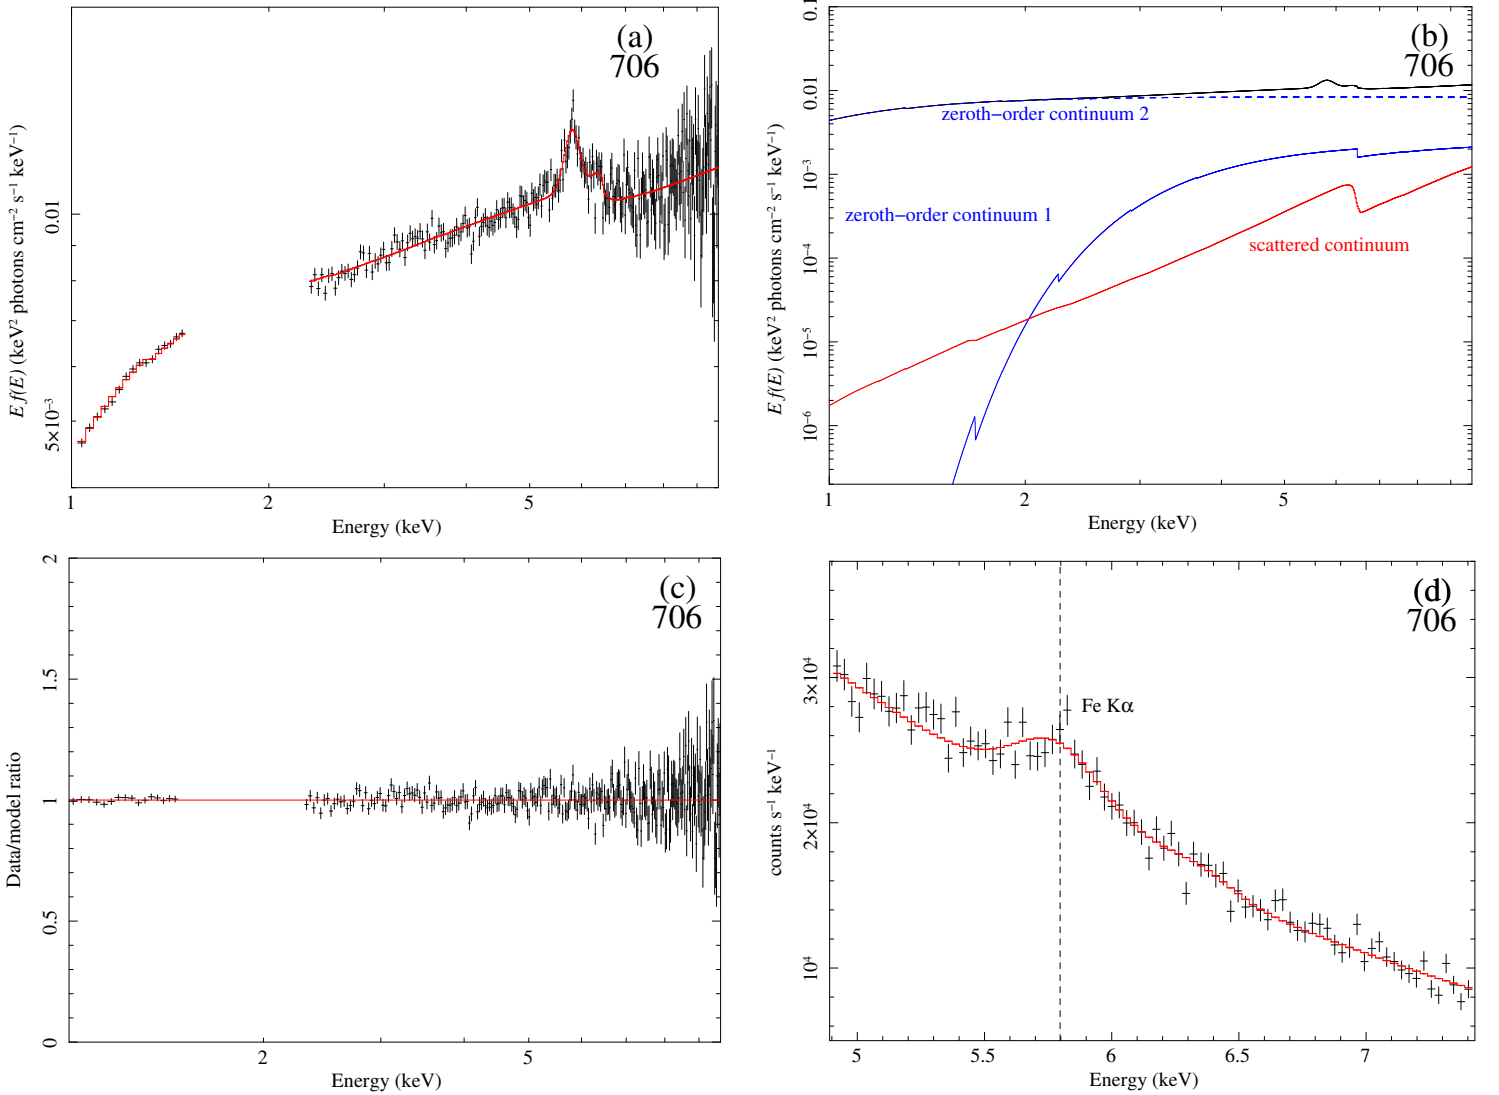 (a)
706
E f(E) (keV² photons cm⁻² s⁻¹ keV⁻¹)
0.01
5×10⁻³
1
2
5
Energy (keV)
(b)
706
E f(E) (keV² photons cm⁻² s⁻¹ keV⁻¹)
0.1
0.01
10⁻³
10⁻⁴
10⁻⁵
10⁻⁶
zeroth−order continuum 2
zeroth−order continuum 1
scattered continuum
1
2
5
Energy (keV)
(c)
706
Data/model ratio
2
1.5
1
0.5
0
2
5
Energy (keV)
(d)
706
counts s⁻¹ keV⁻¹
3×10⁴
2×10⁴
10⁴
Fe Kα
5
5.5
6
6.5
7
Energy (keV)